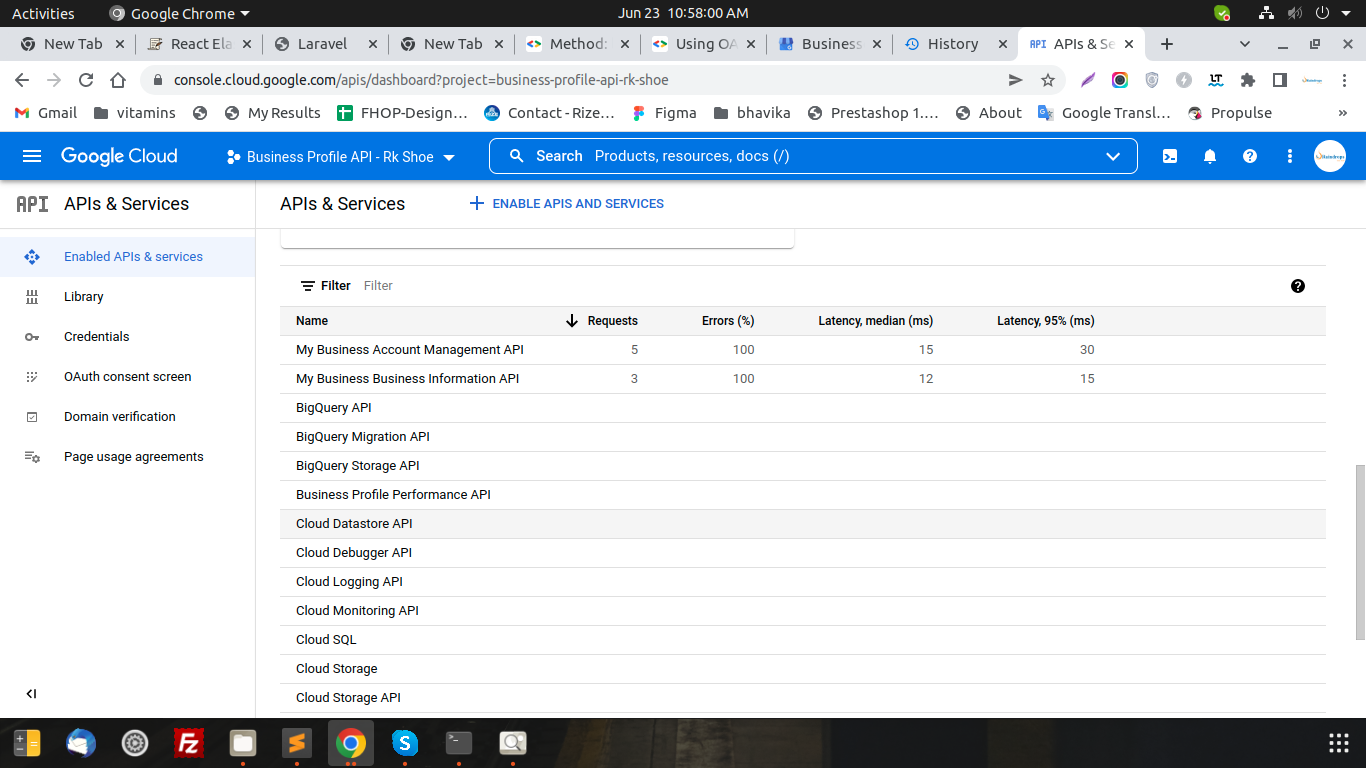 Activities Google Chrome Jun 23 10:58:00 AM
New Tab React Ela Laravel New Tab Method: Using OA Business History APIs & Se
console.cloud.google.com/apis/dashboard?project=business-profile-api-rk-shoe
Gmail vitamins My Results FHOP-Design… Contact - Rize… Figma bhavika Prestashop 1.… About Google Transl… Propulse »
Google Cloud Business Profile API - Rk Shoe Search Products, resources, docs (/)
API APIs & Services APIs & Services ENABLE APIS AND SERVICES
Enabled APIs & services
Library
Credentials
OAuth consent screen
Domain verification
Page usage agreements
Filter Filter
Name Requests Errors (%) Latency, median (ms) Latency, 95% (ms)
My Business Account Management API 5 100 15 30
My Business Business Information API 3 100 12 15
BigQuery API
BigQuery Migration API
BigQuery Storage API
Business Profile Performance API
Cloud Datastore API
Cloud Debugger API
Cloud Logging API
Cloud Monitoring API
Cloud SQL
Cloud Storage
Cloud Storage API